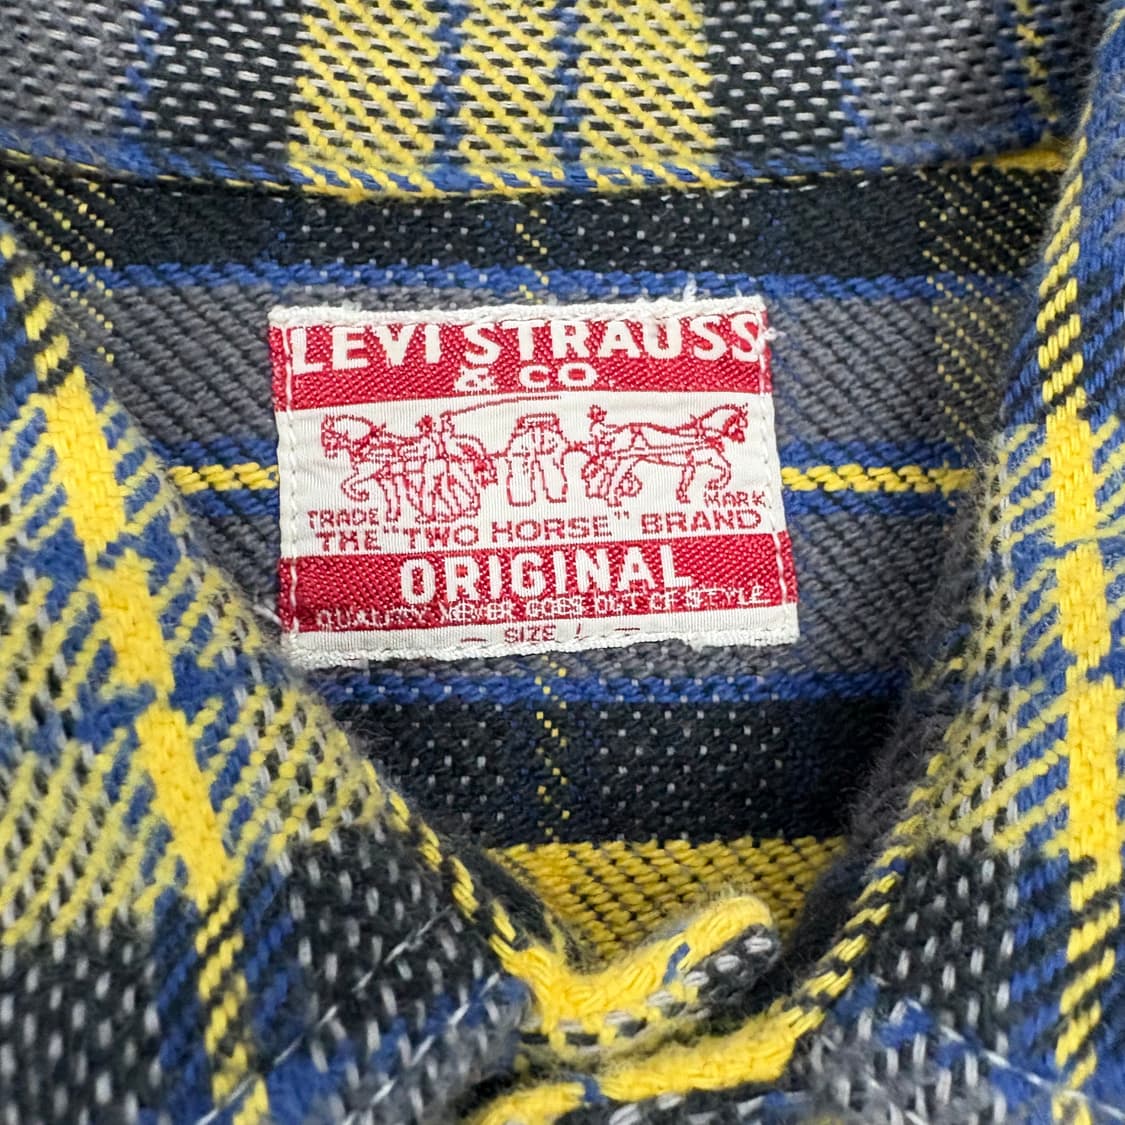 LEVI STRAUSS
& CO.
TRADE MARK
THE "TWO HORSE" BRAND
ORIGINAL
QUALITY NEVER GOES OUT OF STYLE
SIZE